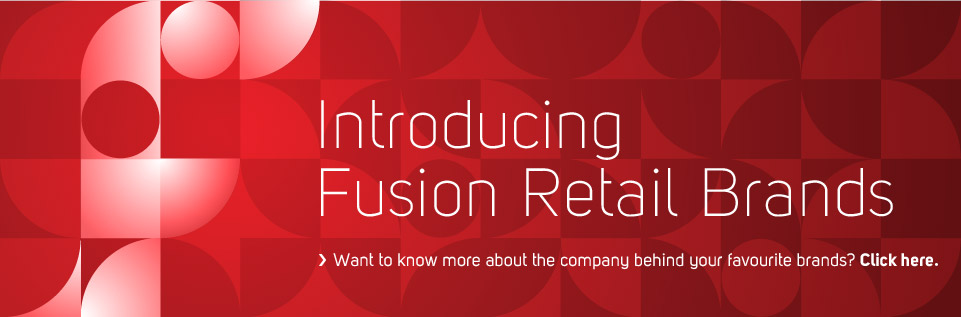 Introducing
Fusion Retail Brands
› Want to know more about the company behind your favourite brands? Click here.